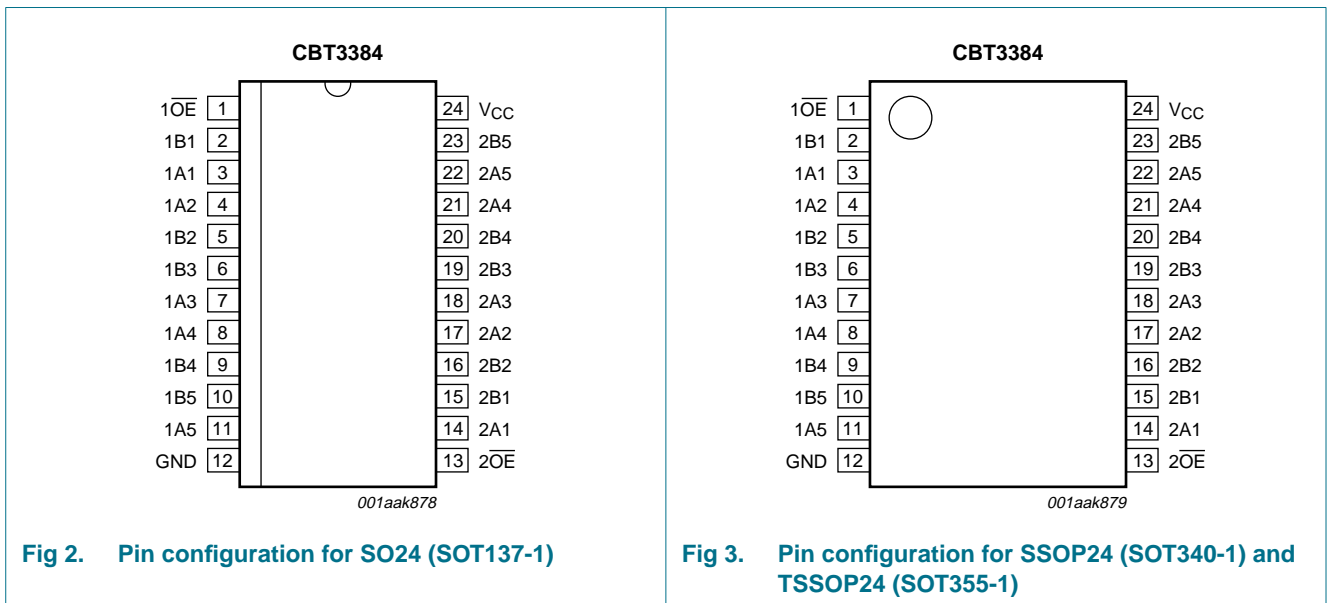 CBT3384
1O̅E̅ 1 24 VCC
1B1 2 23 2B5
1A1 3 22 2A5
1A2 4 21 2A4
1B2 5 20 2B4
1B3 6 19 2B3
1A3 7 18 2A3
1A4 8 17 2A2
1B4 9 16 2B2
1B5 10 15 2B1
1A5 11 14 2A1
GND 12 13 2O̅E̅
001aak878
Fig 2. Pin configuration for SO24 (SOT137-1)
CBT3384
1O̅E̅ 1 24 VCC
1B1 2 23 2B5
1A1 3 22 2A5
1A2 4 21 2A4
1B2 5 20 2B4
1B3 6 19 2B3
1A3 7 18 2A3
1A4 8 17 2A2
1B4 9 16 2B2
1B5 10 15 2B1
1A5 11 14 2A1
GND 12 13 2O̅E̅
001aak879
Fig 3. Pin configuration for SSOP24 (SOT340-1) and
TSSOP24 (SOT355-1)